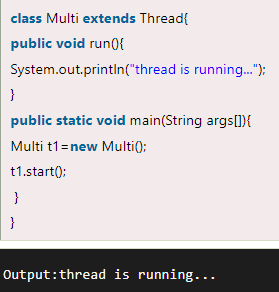 class Multi extends Thread{
public void run(){
System.out.println("thread is running...");
}
public static void main(String args[]){
Multi t1=new Multi();
t1.start();
}
}
Output:thread is running...